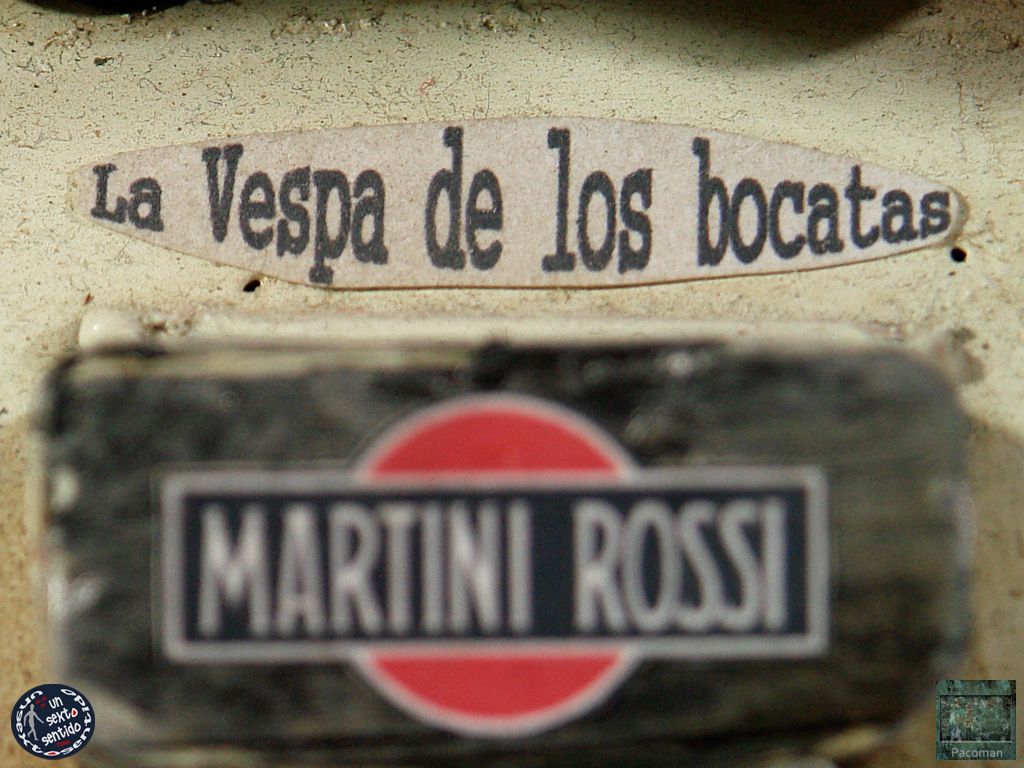 La Vespa de los bocatas
MARTINI ROSSI
un
sexto
sentido
Pacoman